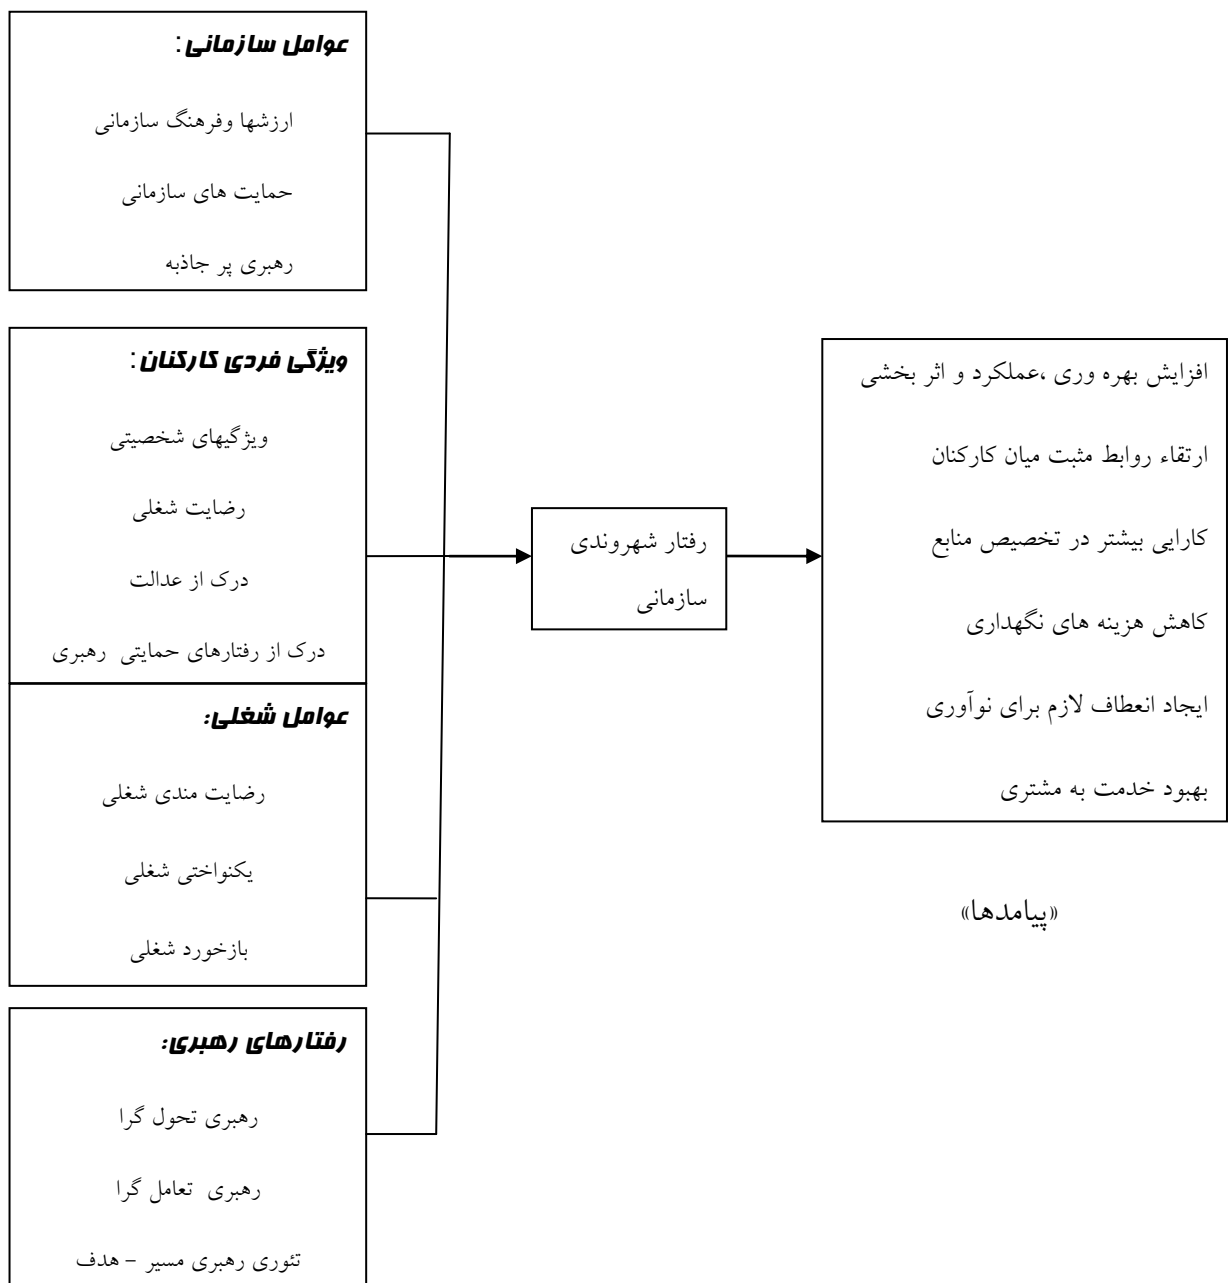 عوامل سازمانی:
ارزشها وفرهنگ سازمانی
حمایت های سازمانی
رهبری پر جاذبه
ویژگی فردی کارکنان:
ویژگیهای شخصیتی
رضایت شغلی
درک از عدالت
درک از رفتارهای حمایتی رهبری
عوامل شغلی:
رضایت مندی شغلی
یکنواختی شغلی
بازخورد شغلی
رفتارهای رهبری:
رهبری تحول گرا
رهبری تعامل گرا
تئوری رهبری مسیر – هدف
رفتار شهروندی
سازمانی
افزایش بهره وری ،عملکرد و اثر بخشی
ارتقاء روابط مثبت میان کارکنان
کارایی بیشتر در تخصیص منابع
کاهش هزینه های نگهداری
ایجاد انعطاف لازم برای نوآوری
بهبود خدمت به مشتری
«پیامدها»